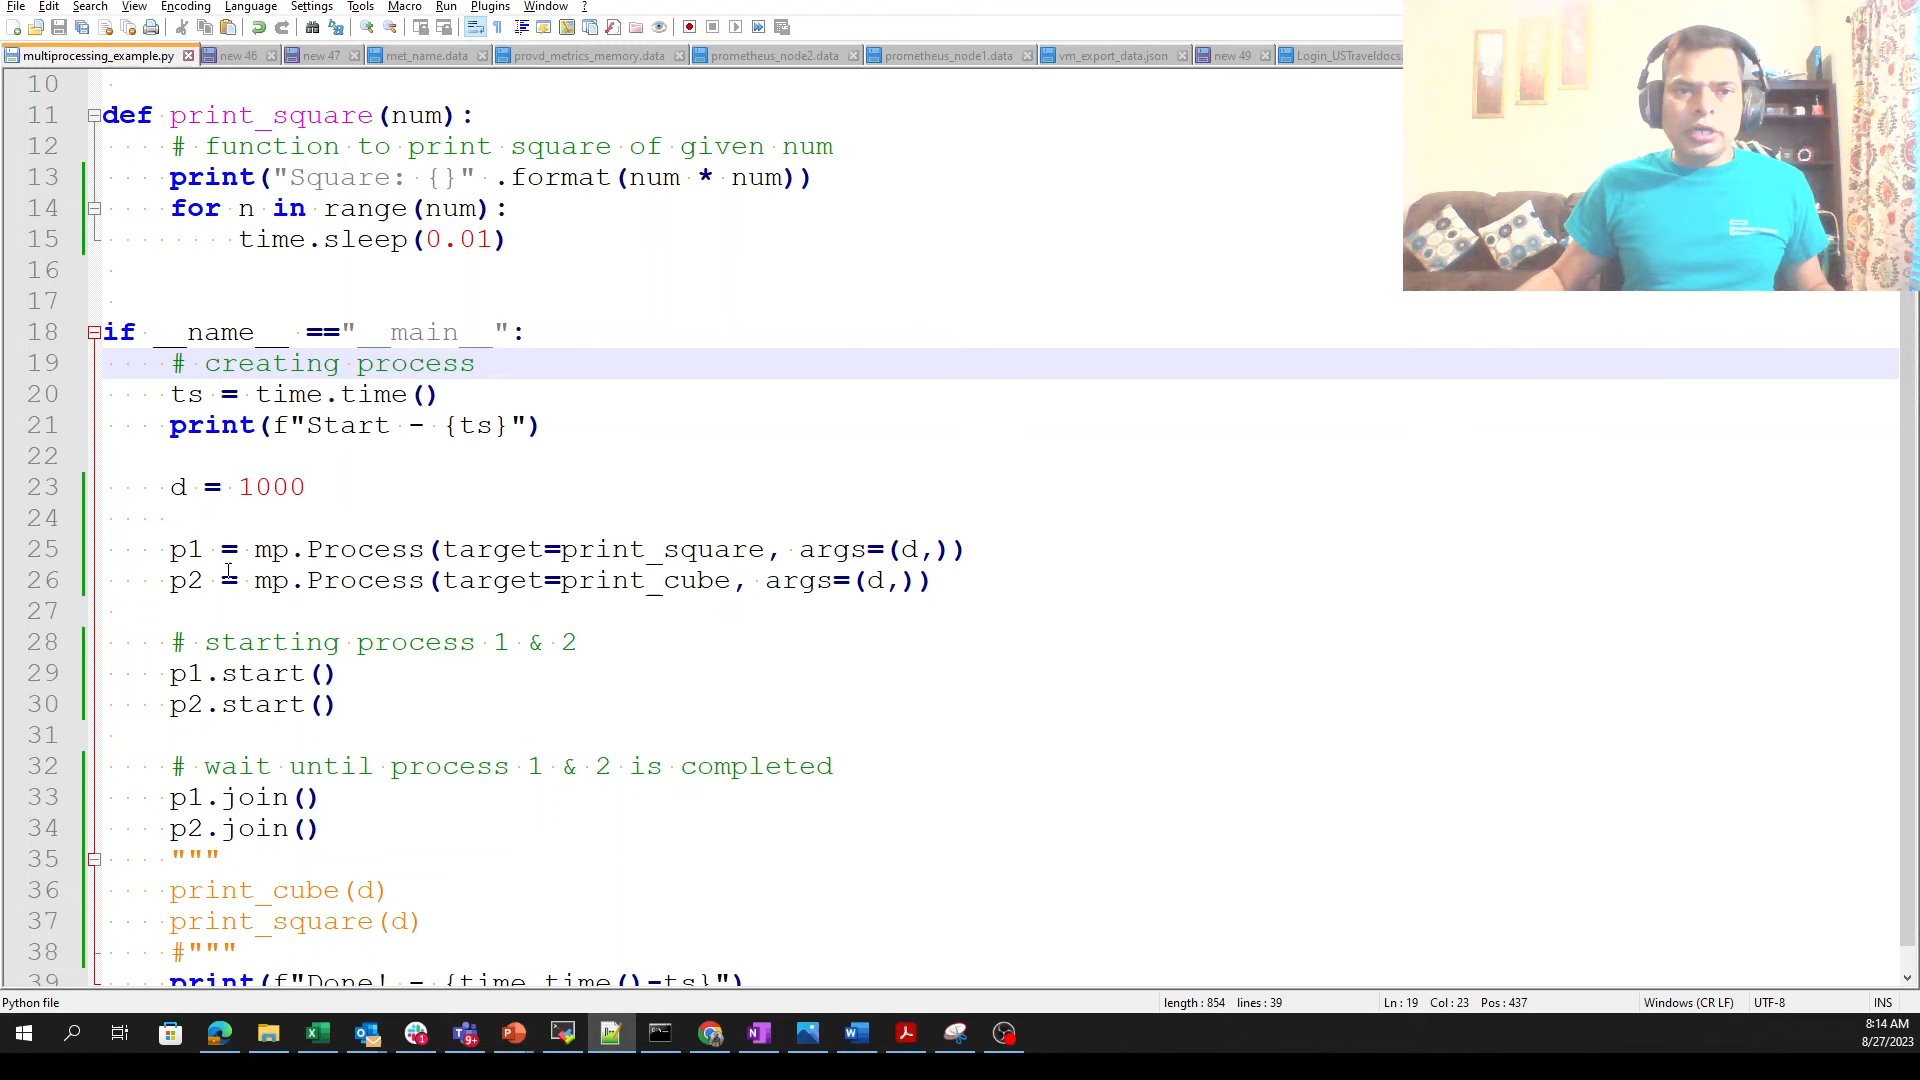 File Edit Search View Encoding Language Settings Tools Macro Run Plugins Window ?
multiprocessing_example.py new 46 new 47 met_name.data provd_metrics_memory.data prometheus_node2.data prometheus_node1.data vm_export_data.json new 49 Login_USTraveldocs.
10
11 def print_square(num):
12 # function to print square of given num
13 print("Square: {}" .format(num * num))
14 for n in range(num):
15 time.sleep(0.01)
16
17
18 if __name__ =="__main__":
19 # creating process
20 ts = time.time()
21 print(f"Start - {ts}")
22
23 d = 1000
24
25 p1 = mp.Process(target=print_square, args=(d,))
26 p2 = mp.Process(target=print_cube, args=(d,))
27
28 # starting process 1 & 2
29 p1.start()
30 p2.start()
31
32 # wait until process 1 & 2 is completed
33 p1.join()
34 p2.join()
35 """
36 print_cube(d)
37 print_square(d)
38 #"""
39 print(f"Done! - {time.time()-ts}")
Python file length : 854 lines : 39 Ln : 19 Col : 23 Pos : 437 Windows (CR LF) UTF-8 INS
8:14 AM
8/27/2023